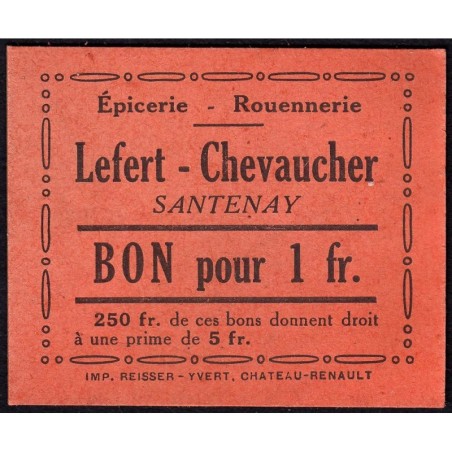 Épicerie - Rouennerie
Lefert - Chevaucher
SANTENAY
BON pour 1 fr.
250 fr. de ces bons donnent droit
à une prime de 5 fr.
IMP. REISSER - YVERT, CHATEAU-RENAULT